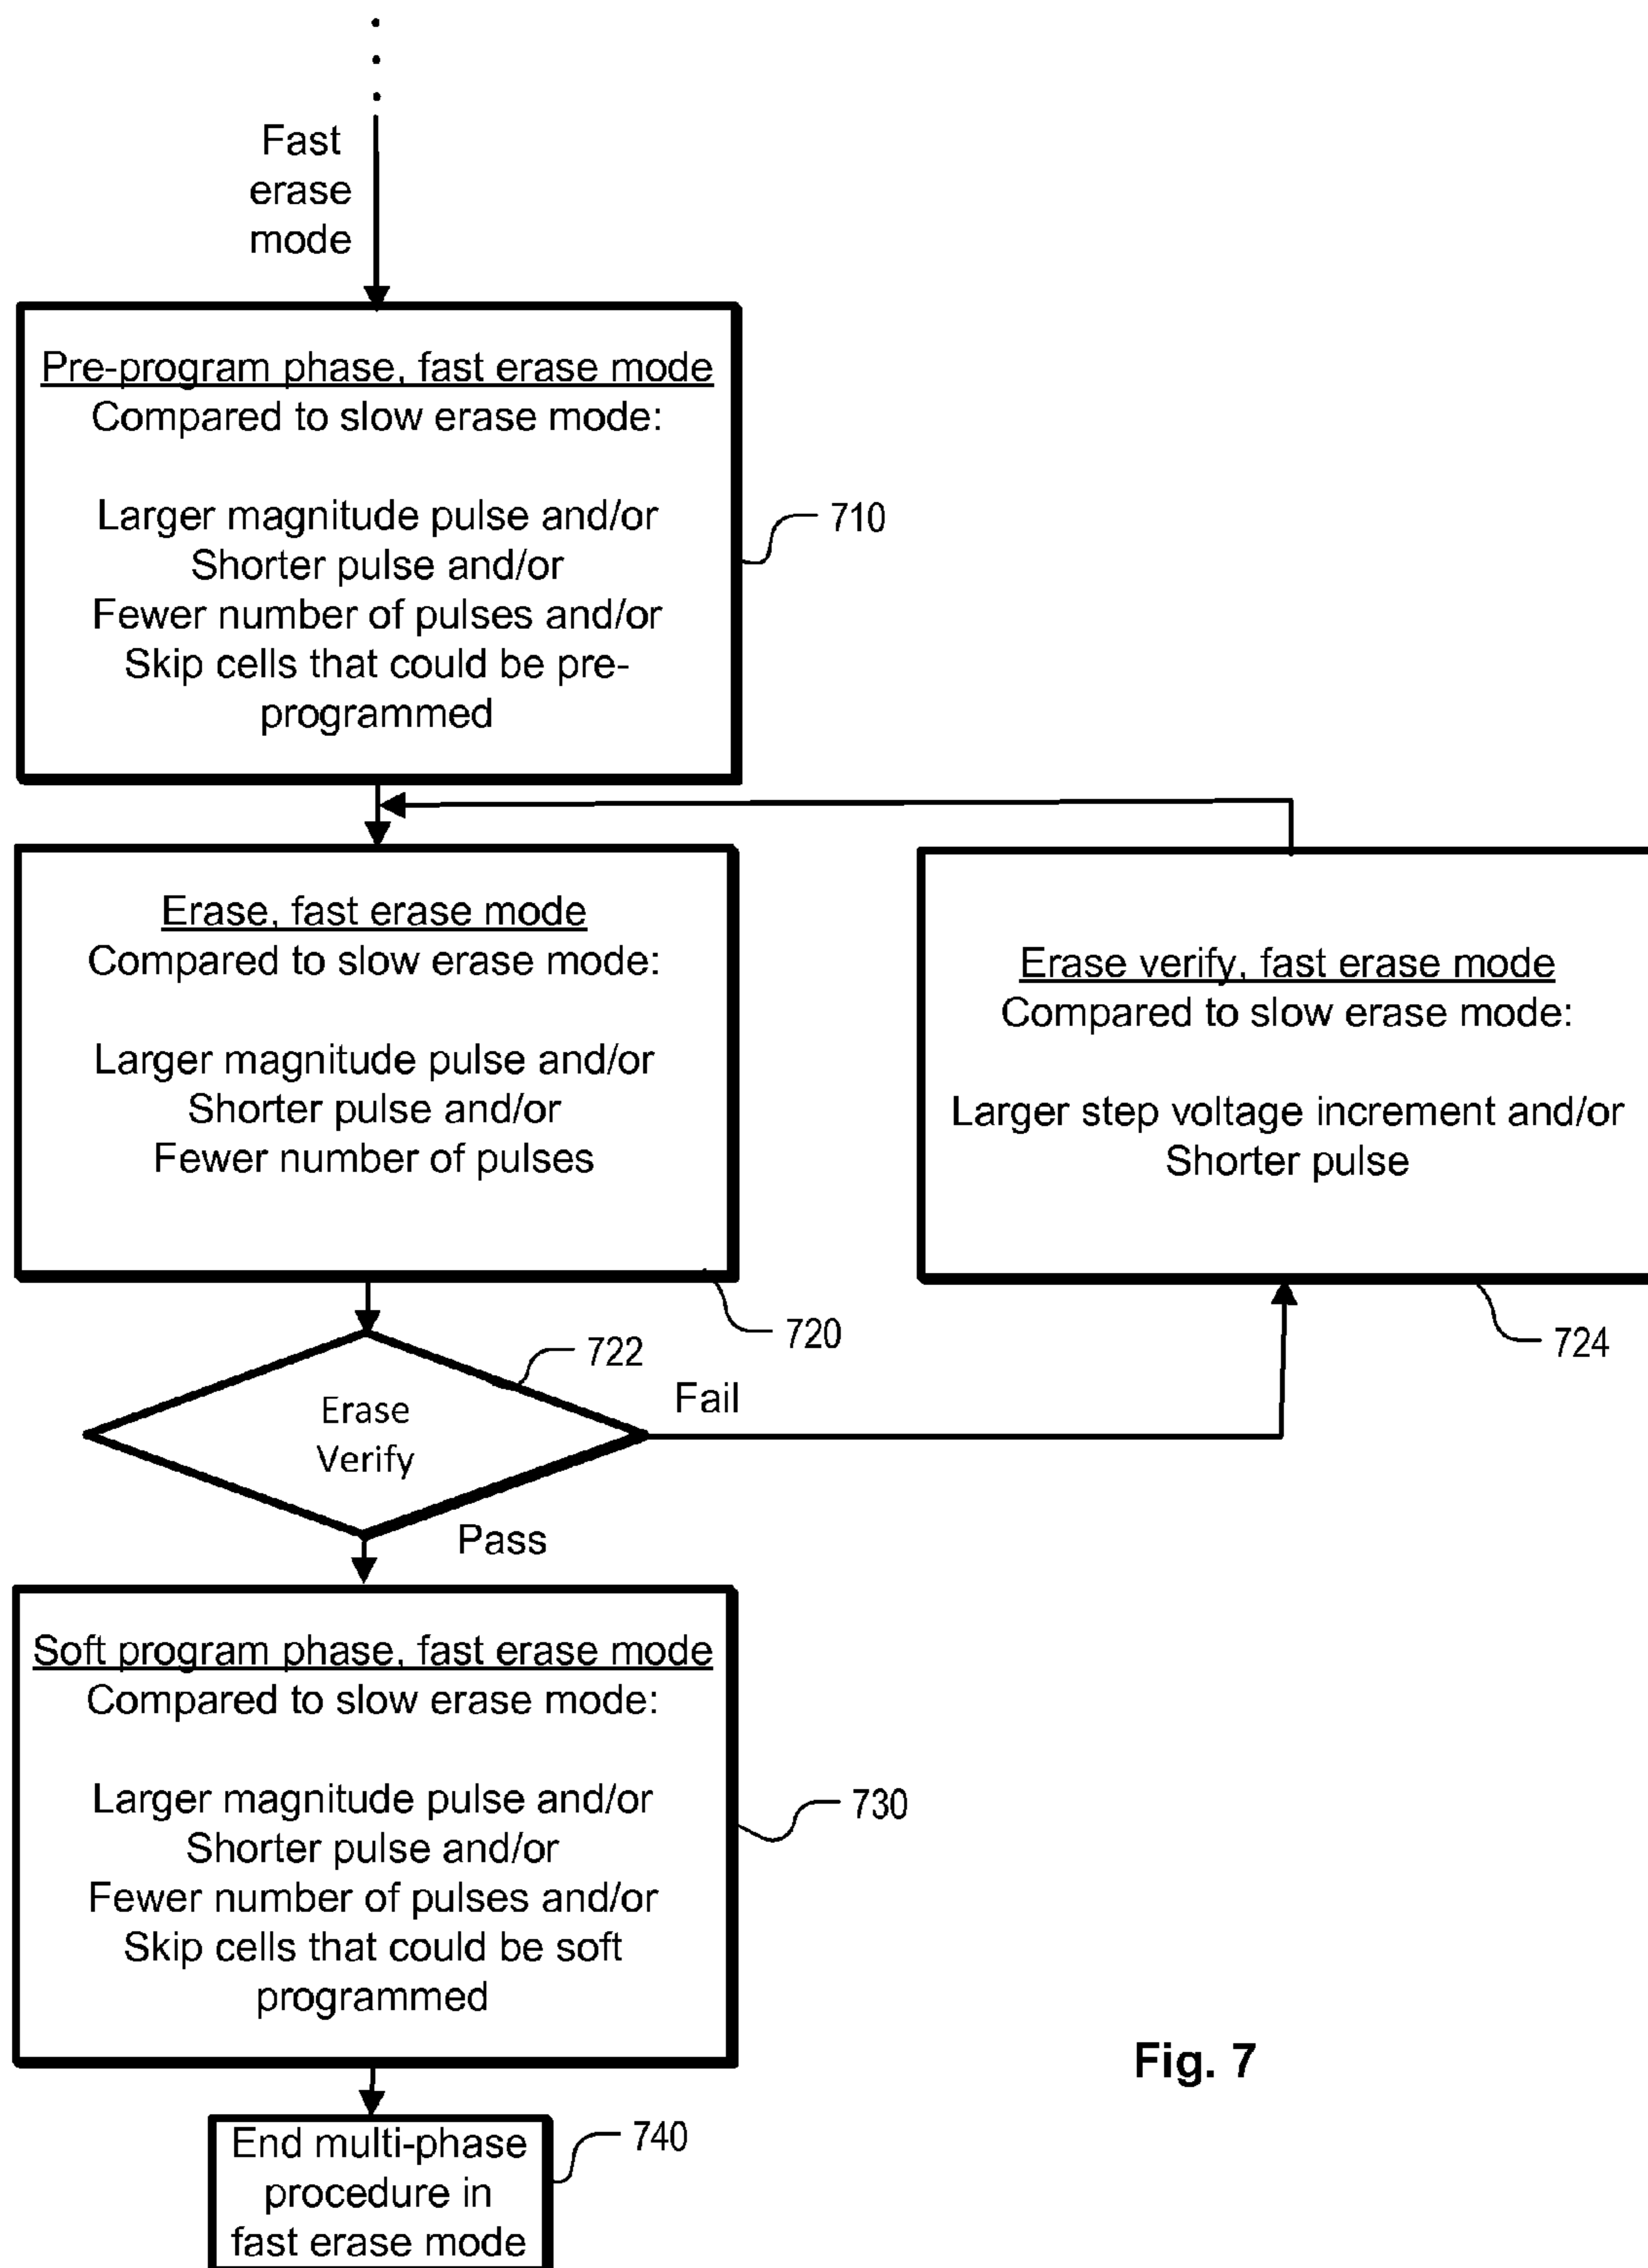 Fast
erase
mode
Pre-program phase, fast erase mode
Compared to slow erase mode:
Larger magnitude pulse and/or
Shorter pulse and/or
Fewer number of pulses and/or
Skip cells that could be pre-
programmed
710
Erase, fast erase mode
Compared to slow erase mode:
Larger magnitude pulse and/or
Shorter pulse and/or
Fewer number of pulses
720
Erase verify, fast erase mode
Compared to slow erase mode:
Larger step voltage increment and/or
Shorter pulse
724
722
Erase
Verify
Fail
Pass
Soft program phase, fast erase mode
Compared to slow erase mode:
Larger magnitude pulse and/or
Shorter pulse and/or
Fewer number of pulses and/or
Skip cells that could be soft
programmed
730
End multi-phase
procedure in
fast erase mode
740
Fig. 7